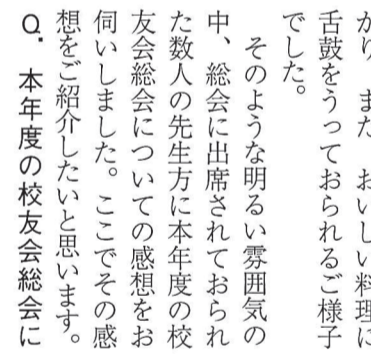 かり、また、おいしい料理に
舌鼓をうっておられるご様子
でした。
そのような明るい雰囲気の
中、総会に出席されておられ
た数人の先生方に本年度の校
友会総会についての感想をお
伺いしました。ここでその感
想をご紹介したいと思います。
Q. 本年度の校友会総会に